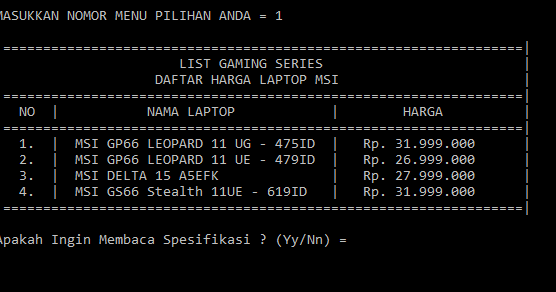 MASUKKAN NOMOR MENU PILIHAN ANDA = 1
=================================================================|
LIST GAMING SERIES |
DAFTAR HARGA LAPTOP MSI |
=================================================================|
NO | NAMA LAPTOP | HARGA |
=================================================================|
1. | MSI GP66 LEOPARD 11 UG - 475ID | Rp. 31.999.000 |
2. | MSI GP66 LEOPARD 11 UE - 479ID | Rp. 26.999.000 |
3. | MSI DELTA 15 A5EFK | Rp. 27.999.000 |
4. | MSI GS66 Stealth 11UE - 619ID | Rp. 33.999.000 |
=================================================================|
Apakah Ingin Membaca Spesifikasi ? (Yy/Nn) =